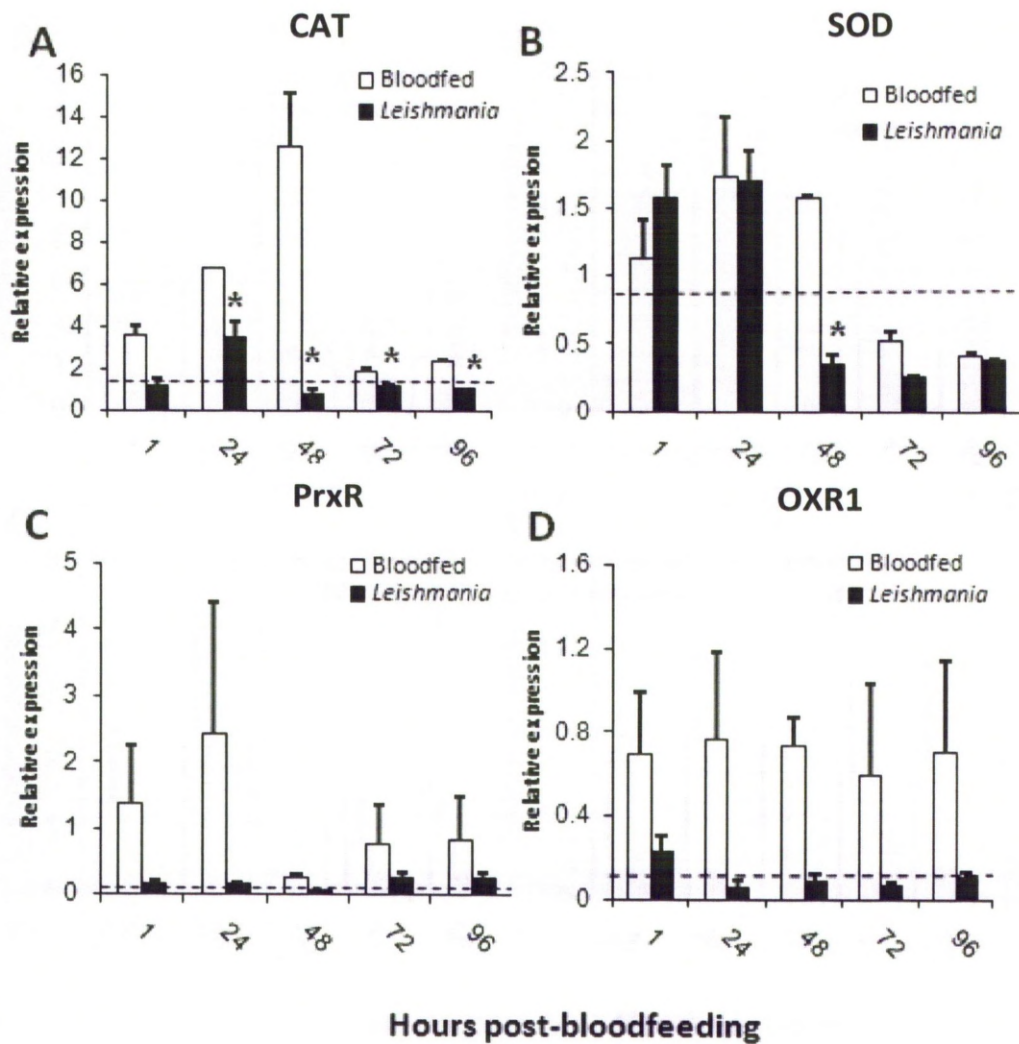 A
CAT
16
14
12
10
8
6
4
2
0
Relative expression
Bloodfed
Leishmania
*
*
*
*
1
24
48
72
96
B
SOD
2.5
2
1.5
1
0.5
0
Relative expression
Bloodfed
Leishmania
*
1
24
48
72
96
C
PrxR
5
4
3
2
1
0
Relative expression
Bloodfed
Leishmania
1
24
48
72
96
D
OXR1
1.6
1.2
0.8
0.4
0
Relative expression
Bloodfed
Leishmania
1
24
48
72
96
Hours post-bloodfeeding